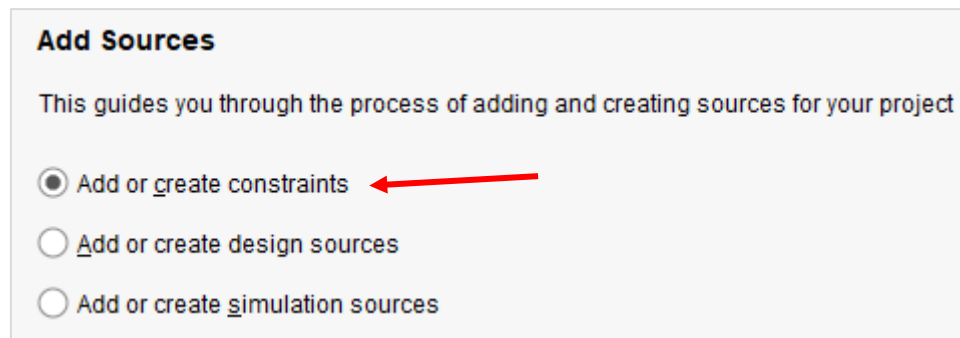 Add Sources
This guides you through the process of adding and creating sources for your project
Add or create constraints
Add or create design sources
Add or create simulation sources